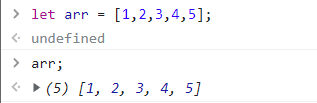 > let arr = [1,2,3,4,5];
< undefined
> arr;
< ▶ (5) [1, 2, 3, 4, 5]